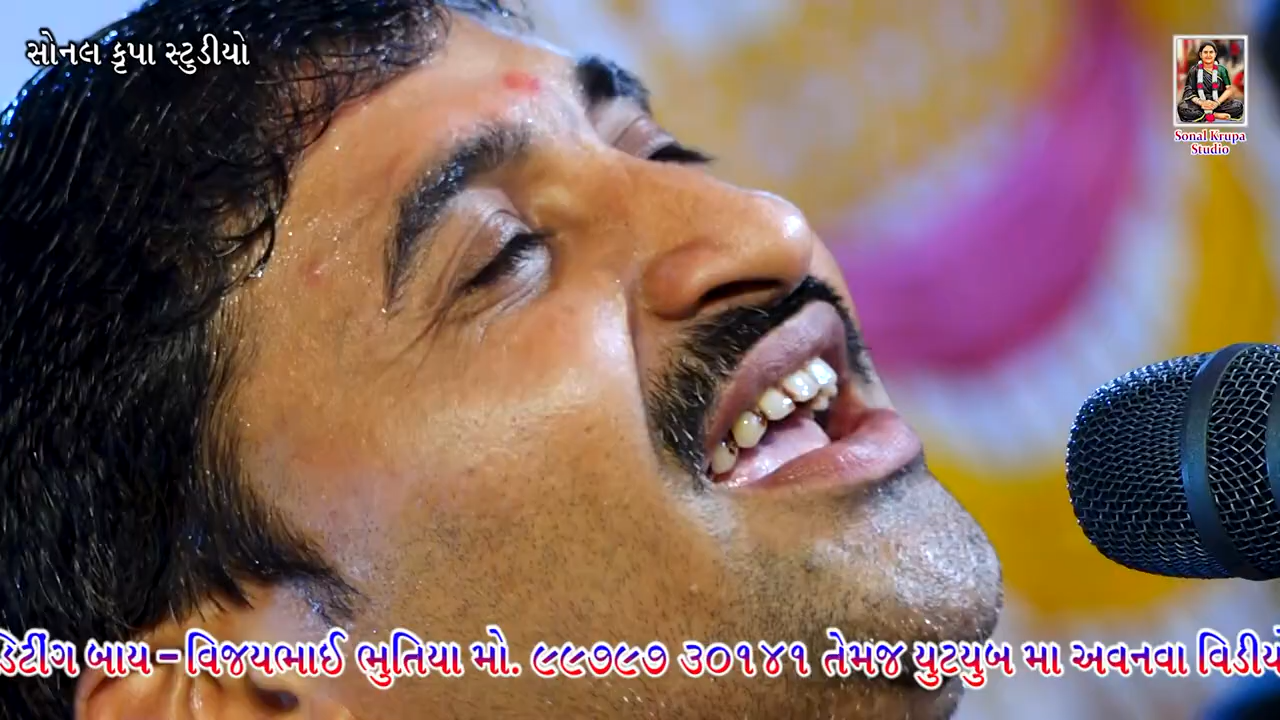 સોનલ કૃપા સ્ટુડીયો
Sonal Krupa
Studio
ડિટીંગ બાય - વિજયભાઈ ભુતિયા મો. ૯૯૭૯૭ ૩૦૧૪૧ તેમજ યુટયુબ મા અવનવા વિડીયો